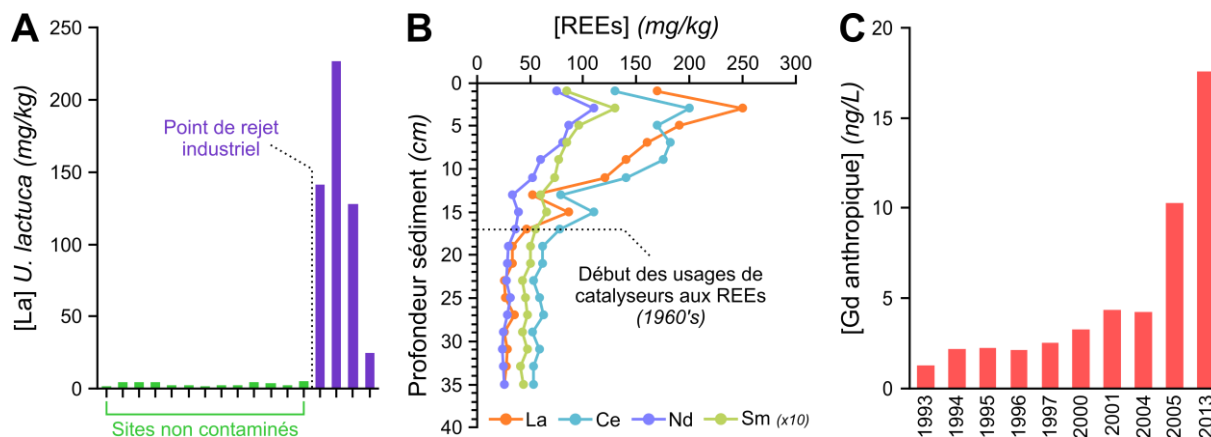 A
[La] U. lactuca (mg/kg)
250
200
150
100
50
0
Point de rejet
industriel
Sites non contaminés
B
[REEs] (mg/kg)
0 50 100 150 200 250 300
Profondeur sédiment (cm)
0
5
10
15
20
25
30
35
40
Début des usages de
catalyseurs aux REEs
(1960's)
La Ce Nd Sm (x10)
C
[Gd anthropique] (ng/L)
20
15
10
5
0
1993 1994 1995 1996 1997 2000 2001 2004 2005 2013